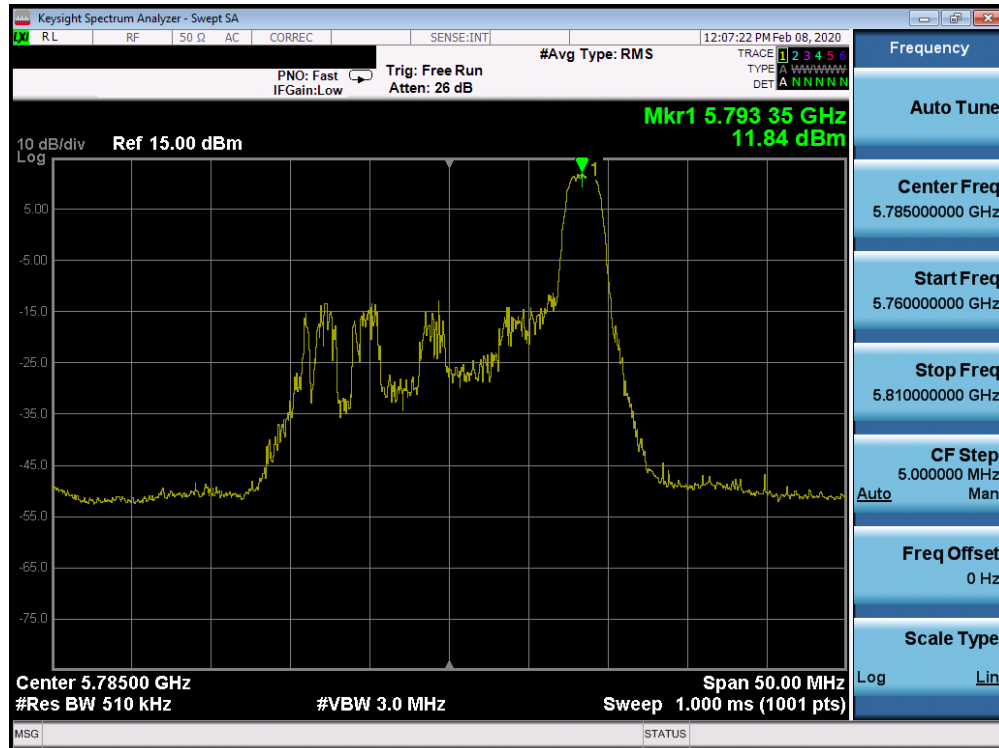 Keysight Spectrum Analyzer - Swept SA
LXI RL RF 50 Ω AC CORREC SENSE:INT 12:07:22 PM Feb 08, 2020
#Avg Type: RMS TRACE 1 2 3 4 5 6
PNO: Fast Trig: Free Run TYPE A WWWWW
IFGain:Low Atten: 26 dB DET A N N N N N
Mkr1 5.793 35 GHz
10 dB/div Ref 15.00 dBm 11.84 dBm
Log
1
5.00
-5.00
-15.0
-25.0
-35.0
-45.0
-55.0
-65.0
-75.0
Center 5.78500 GHz Span 50.00 MHz
#Res BW 510 kHz #VBW 3.0 MHz Sweep 1.000 ms (1001 pts)
MSG STATUS
Frequency
Auto Tune
Center Freq
5.785000000 GHz
Start Freq
5.760000000 GHz
Stop Freq
5.810000000 GHz
CF Step
5.000000 MHz
Auto Man
Freq Offset
0 Hz
Scale Type
Log Lin